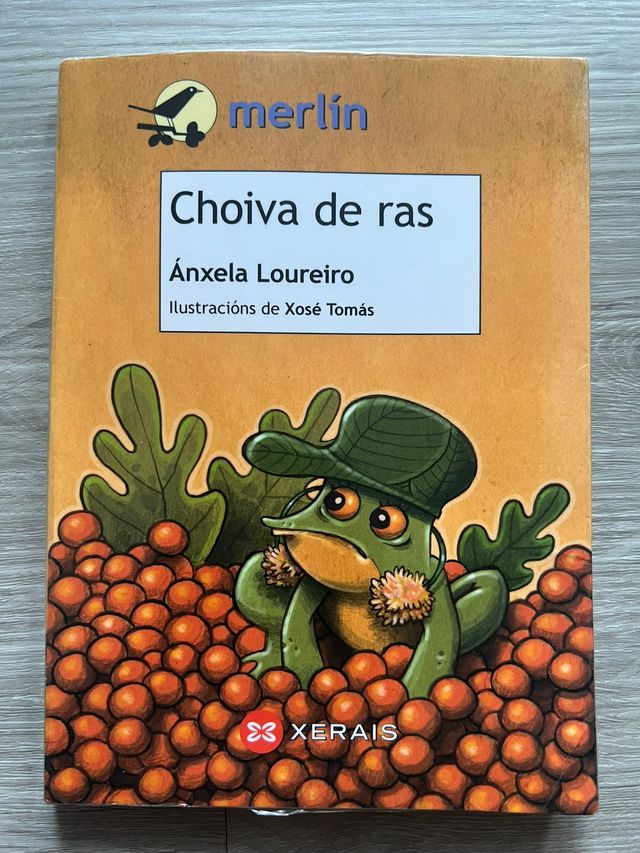 merlín
Choiva de ras
Ánxela Loureiro
Ilustracións de Xosé Tomás
XERAIS